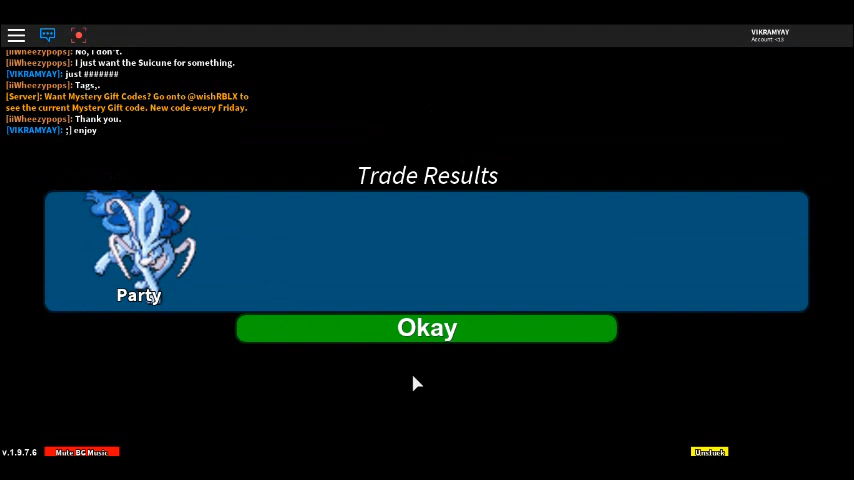 VIKRAMYAY
Account <13
[iiWheezypops]: No, I don't.
[iiWheezypops]: I just want the Suicune for something.
[VIKRAMYAY]: just #######
[iiWheezypops]: Tags,.
[Server]: Want Mystery Gift Codes? Go onto @wishRBLX to
see the current Mystery Gift code. New code every Friday.
[iiWheezypops]: Thank you.
[VIKRAMYAY]: ;] enjoy
Trade Results
Party
Okay
v.1.9.7.6
Mute BG Music
Unstuck